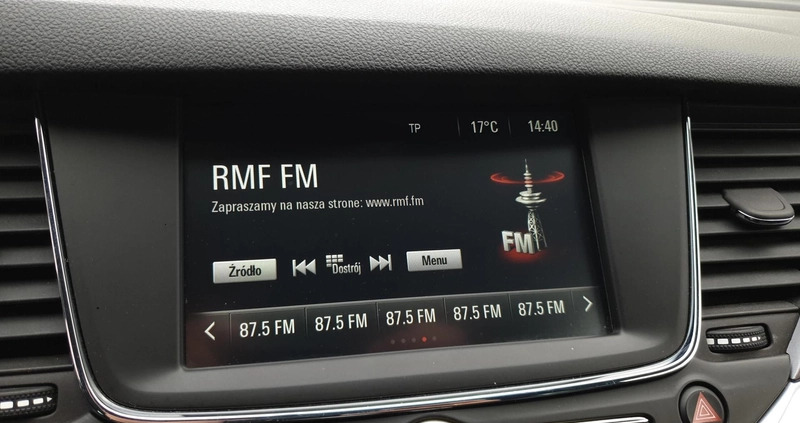 TP 17°C 14:40
RMF FM
Zapraszamy na nasza strone: www.rmf.fm
FM
Źródło Dostrój Menu
87.5 FM 87.5 FM 87.5 FM 87.5 FM 87.5 FM